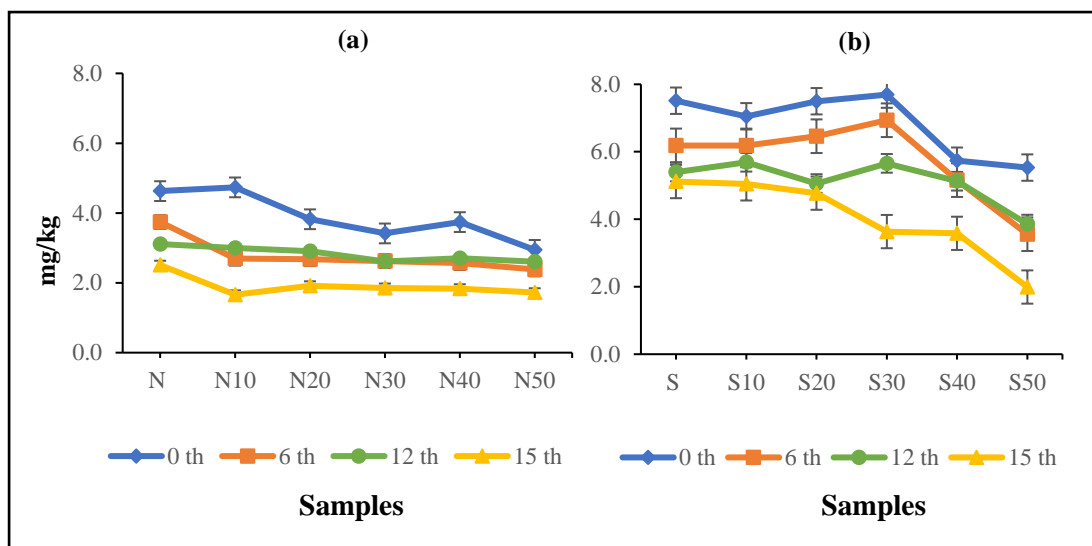 (a)
8.0
6.0
4.0
2.0
0.0
mg/kg
N N10 N20 N30 N40 N50
0 th 6 th 12 th 15 th
Samples
(b)
8.0
6.0
4.0
2.0
0.0
S S10 S20 S30 S40 S50
0 th 6 th 12 th 15 th
Samples